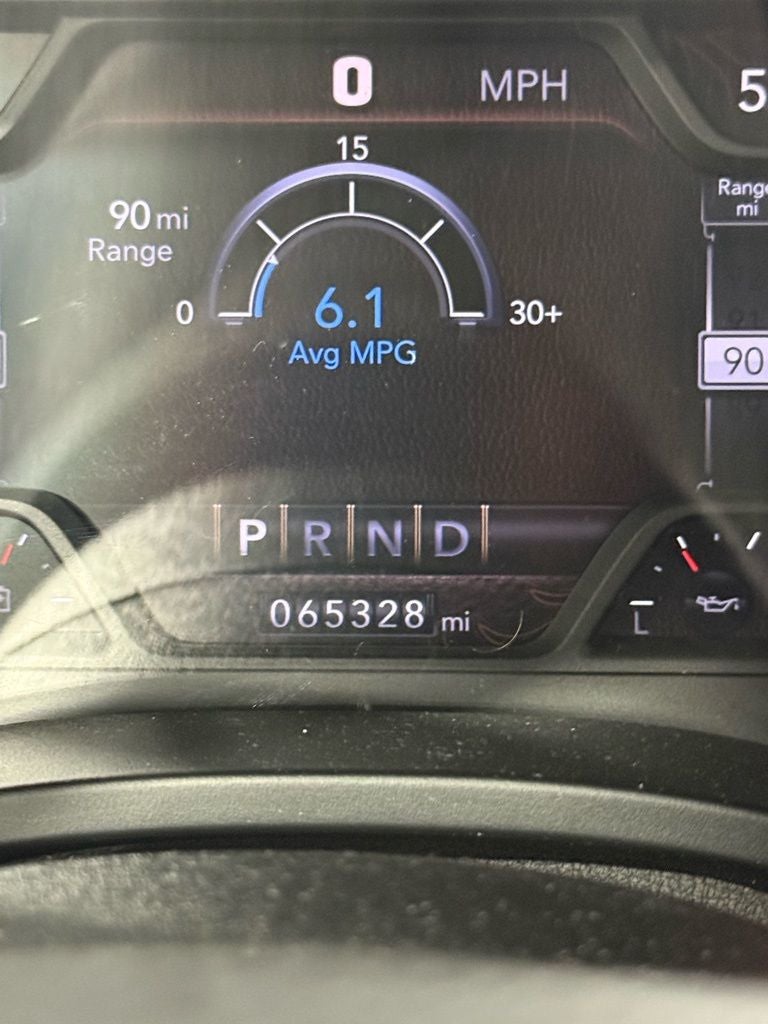 0 MPH
5
15
90 mi
Range
0
30+
6.1
Avg MPG
Range
mi
90
P R N D
065328 mi
L